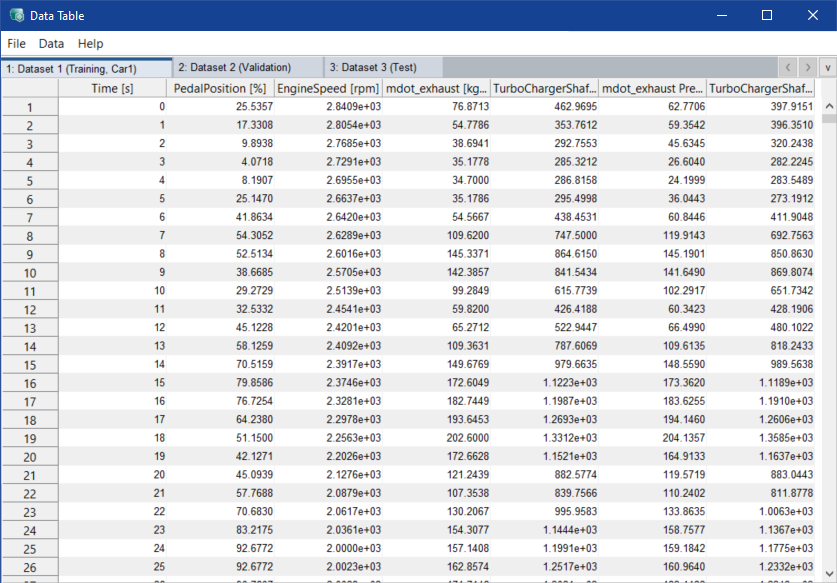 Data Table
File Data Help
1: Dataset 1 (Training, Car1) 2: Dataset 2 (Validation) 3: Dataset 3 (Test)
Time [s] PedalPosition [%] EngineSpeed [rpm] mdot_exhaust [kg... TurboChargerShaf... mdot_exhaust Pre... TurboChargerShaf...
1 0 25.5357 2.8409e+03 76.8713 462.9695 62.7706 397.9151
2 1 17.3308 2.8054e+03 54.7786 353.7612 59.3542 396.3510
3 2 9.8938 2.7685e+03 38.6941 292.7553 45.6345 320.2438
4 3 4.0718 2.7291e+03 35.1778 285.3212 26.6040 282.2245
5 4 8.1907 2.6955e+03 34.7000 286.8158 24.1999 283.5489
6 5 25.1470 2.6637e+03 35.1786 295.4998 36.0443 273.1912
7 6 41.8634 2.6420e+03 54.5667 438.4531 60.8446 411.9048
8 7 54.3052 2.6289e+03 109.6200 747.5000 119.9143 692.7563
9 8 52.5134 2.6016e+03 145.3371 864.6150 145.1901 850.8630
10 9 38.6685 2.5705e+03 142.3857 841.5434 141.6490 869.8074
11 10 29.2729 2.5139e+03 99.2849 615.7739 102.2917 651.7342
12 11 32.5332 2.4541e+03 59.8200 426.4188 60.3423 428.1906
13 12 45.1228 2.4201e+03 65.2712 522.9447 66.4990 480.1022
14 13 58.1259 2.4092e+03 109.3631 787.6069 109.6135 818.2433
15 14 70.5159 2.3917e+03 149.6769 979.6635 148.5590 989.5638
16 15 79.8586 2.3746e+03 172.6049 1.1223e+03 173.3620 1.1189e+03
17 16 76.7254 2.3281e+03 182.7449 1.1987e+03 183.6255 1.1910e+03
18 17 64.2380 2.2978e+03 193.6453 1.2693e+03 194.1460 1.2606e+03
19 18 51.1500 2.2563e+03 202.6000 1.3312e+03 204.1357 1.3585e+03
20 19 42.1271 2.2026e+03 172.6628 1.1521e+03 164.9133 1.1637e+03
21 20 45.0939 2.1276e+03 121.2439 882.5774 119.5719 883.0443
22 21 57.7688 2.0879e+03 107.3538 839.7566 110.2402 811.8778
23 22 70.6830 2.0617e+03 130.2067 995.9583 133.8635 1.0063e+03
24 23 83.2175 2.0361e+03 154.3077 1.1444e+03 158.7577 1.1367e+03
25 24 92.6772 2.0000e+03 157.1408 1.1991e+03 159.1842 1.1775e+03
26 25 92.6772 2.0023e+03 162.8574 1.2517e+03 160.9640 1.2332e+03